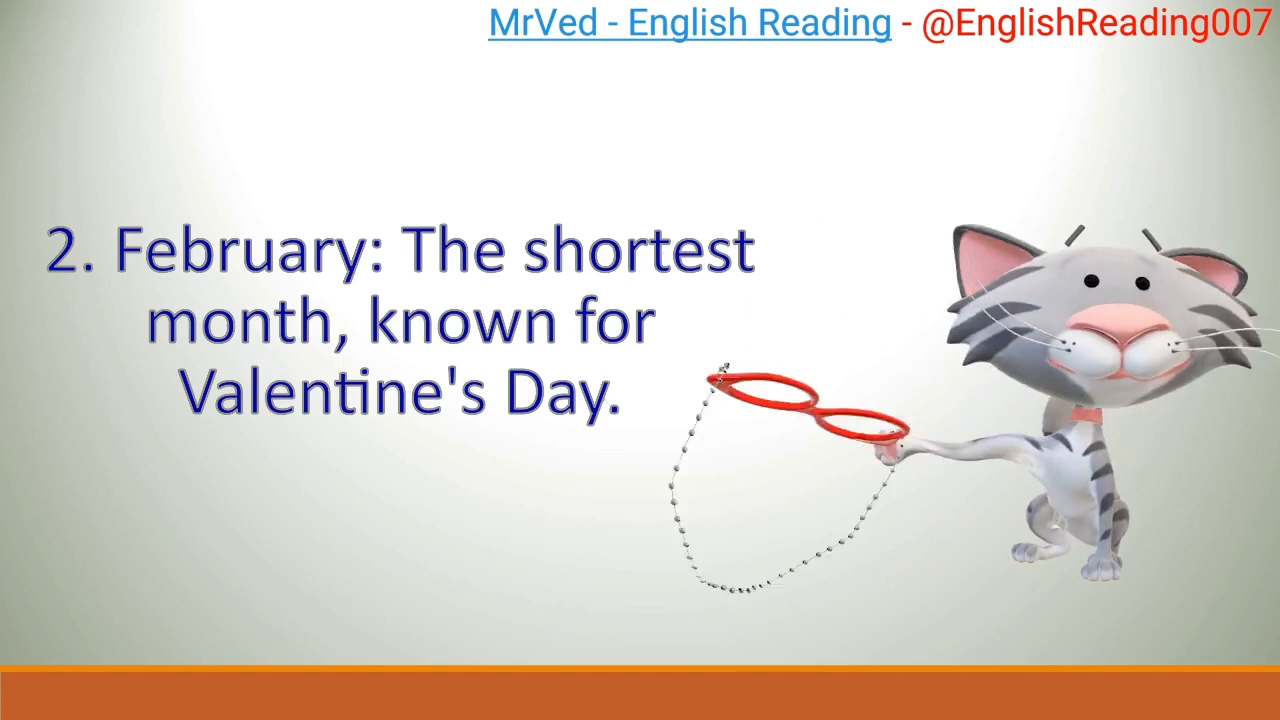 MrVed - English Reading - @EnglishReading007
2. February: The shortest
month, known for
Valentine's Day.